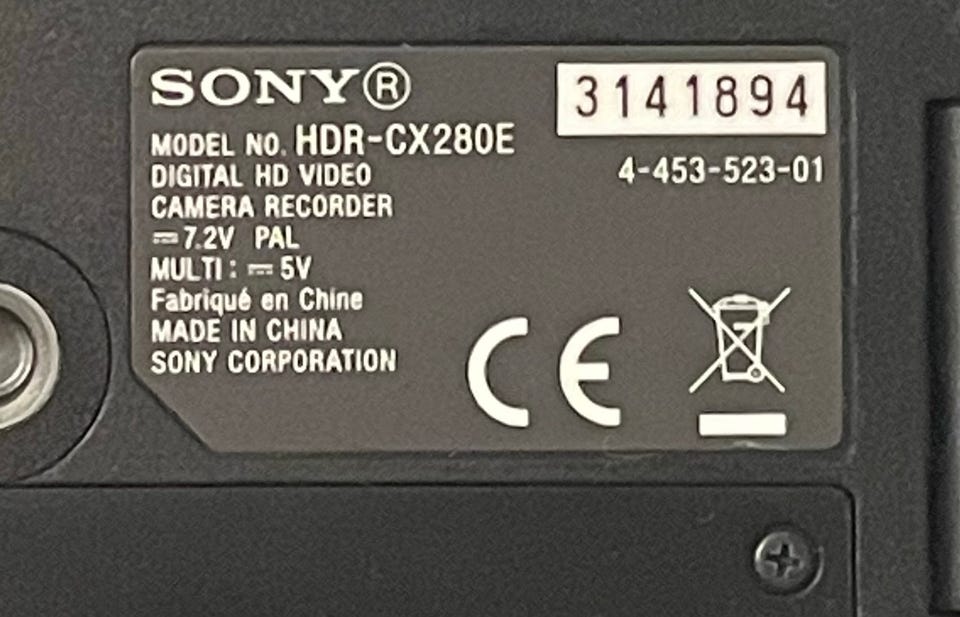 SONY®
3141894
MODEL NO. HDR-CX280E
4-453-523-01
DIGITAL HD VIDEO
CAMERA RECORDER
⎓7.2V PAL
MULTI : ⎓ 5V
Fabriqué en Chine
MADE IN CHINA
SONY CORPORATION
CE